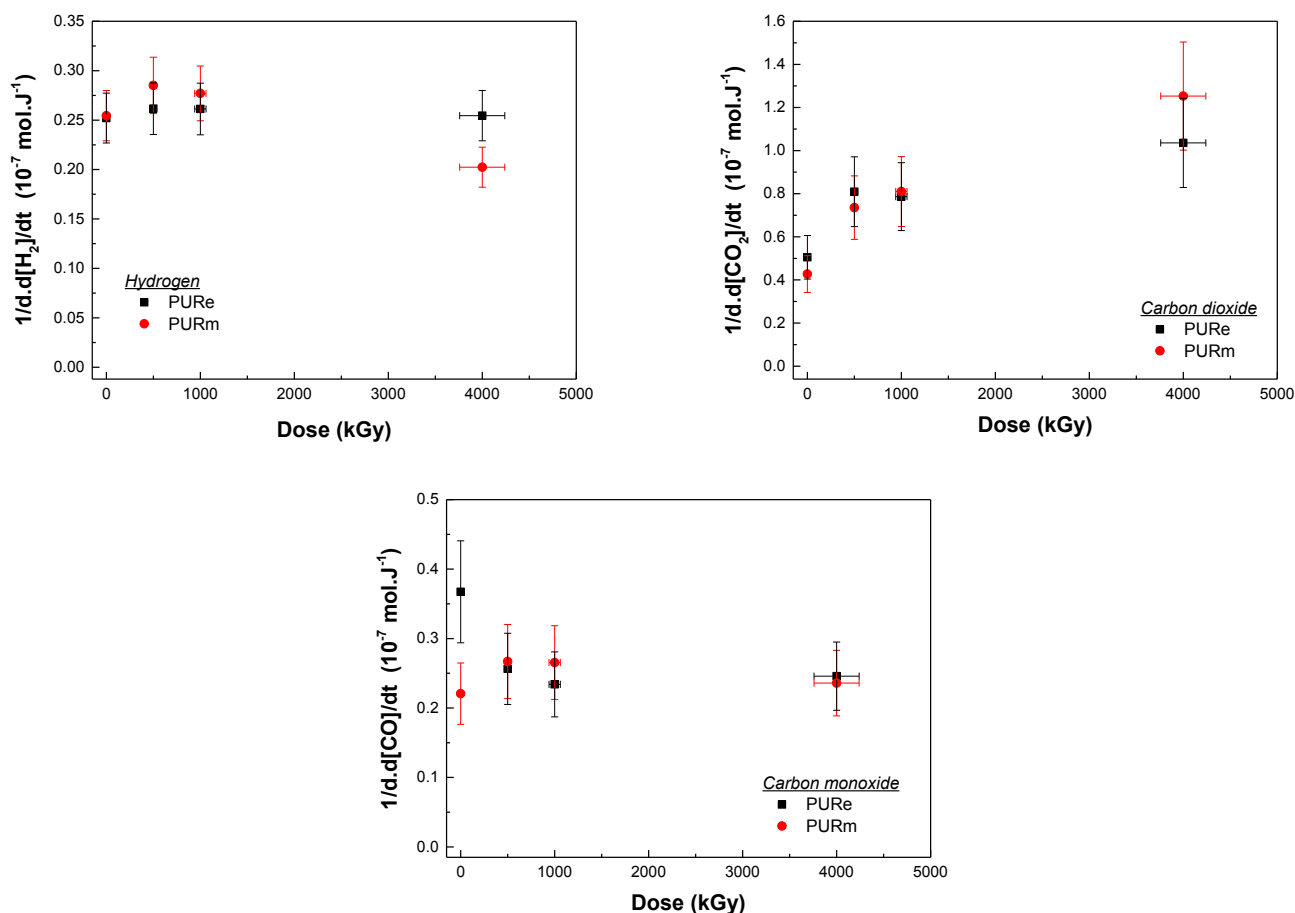 1/d.d[H₂]/dt (10⁻⁷ mol.J⁻¹)
0.35
0.30
0.25
0.20
0.15
0.10
0.05
0.00
Hydrogen
PURe
PURm
0 1000 2000 3000 4000 5000
Dose (kGy)
1/d.d[CO₂]/dt (10⁻⁷ mol.J⁻¹)
1.6
1.4
1.2
1.0
0.8
0.6
0.4
0.2
0.0
Carbon dioxide
PURe
PURm
0 1000 2000 3000 4000 5000
Dose (kGy)
1/d.d[CO]/dt (10⁻⁷ mol.J⁻¹)
0.5
0.4
0.3
0.2
0.1
0.0
Carbon monoxide
PURe
PURm
0 1000 2000 3000 4000 5000
Dose (kGy)